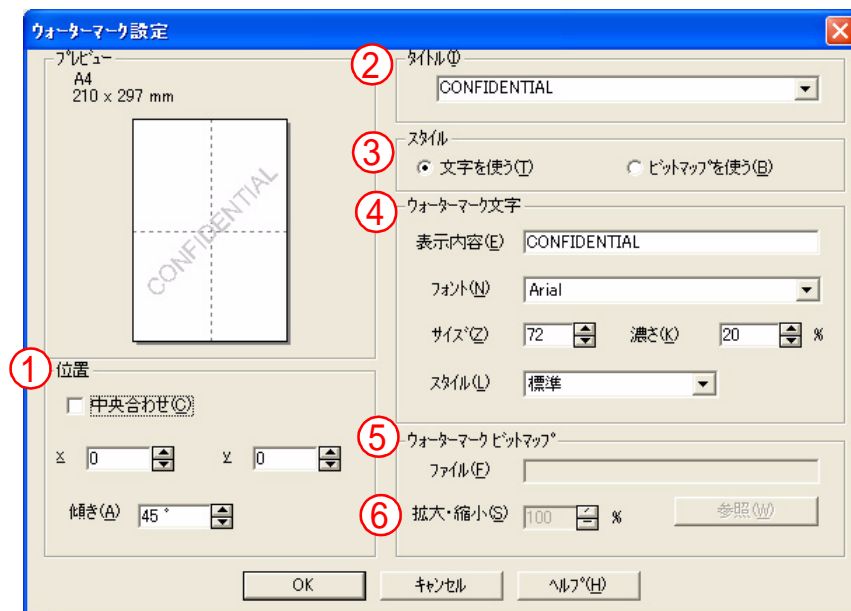 ウォーターマーク設定
プレビュー
A4
210 x 297 mm
CONFIDENTIAL
① 位置
中央合わせ(C)
x 0 y 0
傾き(A) 45 °
② タイトル(I)
CONFIDENTIAL
③ スタイル
文字を使う(T) ビットマップを使う(B)
④ ウォーターマーク文字
表示内容(E) CONFIDENTIAL
フォント(N) Arial
サイズ(Z) 72 濃さ(K) 20 %
スタイル(L) 標準
⑤ ウォーターマーク ビットマップ
ファイル(F)
⑥ 拡大・縮小(S) 100 % 参照(W)
OK キャンセル ヘルプ(H)